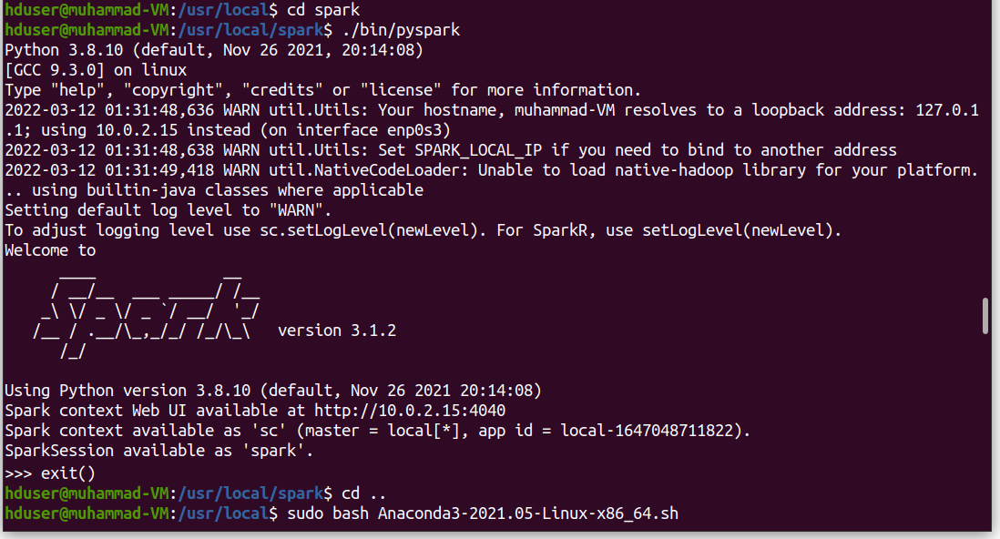 hduser@muhammad-VM:/usr/local$ cd spark
hduser@muhammad-VM:/usr/local/spark$ ./bin/pyspark
Python 3.8.10 (default, Nov 26 2021, 20:14:08)
[GCC 9.3.0] on linux
Type "help", "copyright", "credits" or "license" for more information.
2022-03-12 01:31:48,636 WARN util.Utils: Your hostname, muhammad-VM resolves to a loopback address: 127.0.1
.1; using 10.0.2.15 instead (on interface enp0s3)
2022-03-12 01:31:48,638 WARN util.Utils: Set SPARK_LOCAL_IP if you need to bind to another address
2022-03-12 01:31:49,418 WARN util.NativeCodeLoader: Unable to load native-hadoop library for your platform.
.. using builtin-java classes where applicable
Setting default log level to "WARN".
To adjust logging level use sc.setLogLevel(newLevel). For SparkR, use setLogLevel(newLevel).
Welcome to
      ____              __
     / __/__  ___ _____/ /__
    _\ \/ _ \/ _ `/ __/  '_/
   /__ / .__/\_,_/_/ /_/\_\   version 3.1.2
      /_/
Using Python version 3.8.10 (default, Nov 26 2021 20:14:08)
Spark context Web UI available at http://10.0.2.15:4040
Spark context available as 'sc' (master = local[*], app id = local-1647048711822).
SparkSession available as 'spark'.
>>> exit()
hduser@muhammad-VM:/usr/local/spark$ cd ..
hduser@muhammad-VM:/usr/local$ sudo bash Anaconda3-2021.05-Linux-x86_64.sh